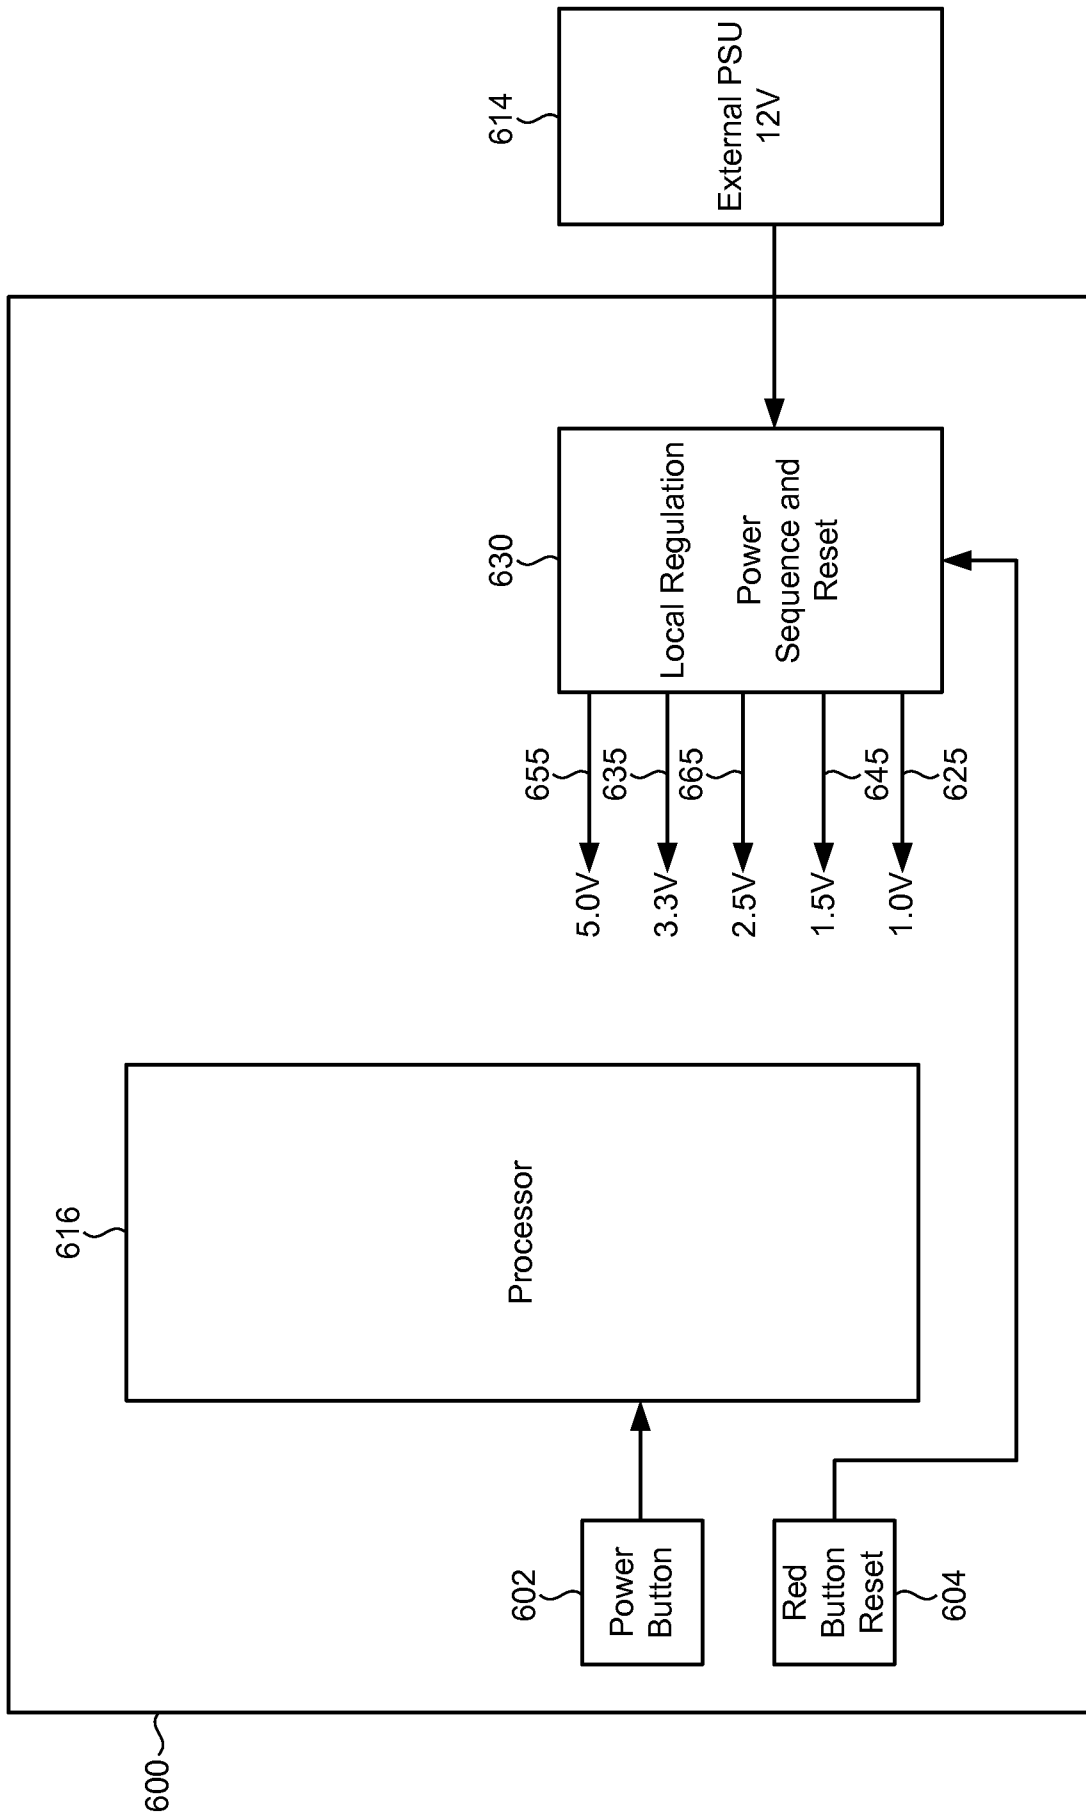 600
616
Processor
602
Power
Button
Red
Button
Reset
604
630
Local Regulation
Power
Sequence and
Reset
5.0V
655
3.3V
635
2.5V
665
1.5V
645
1.0V
625
614
External PSU
12V